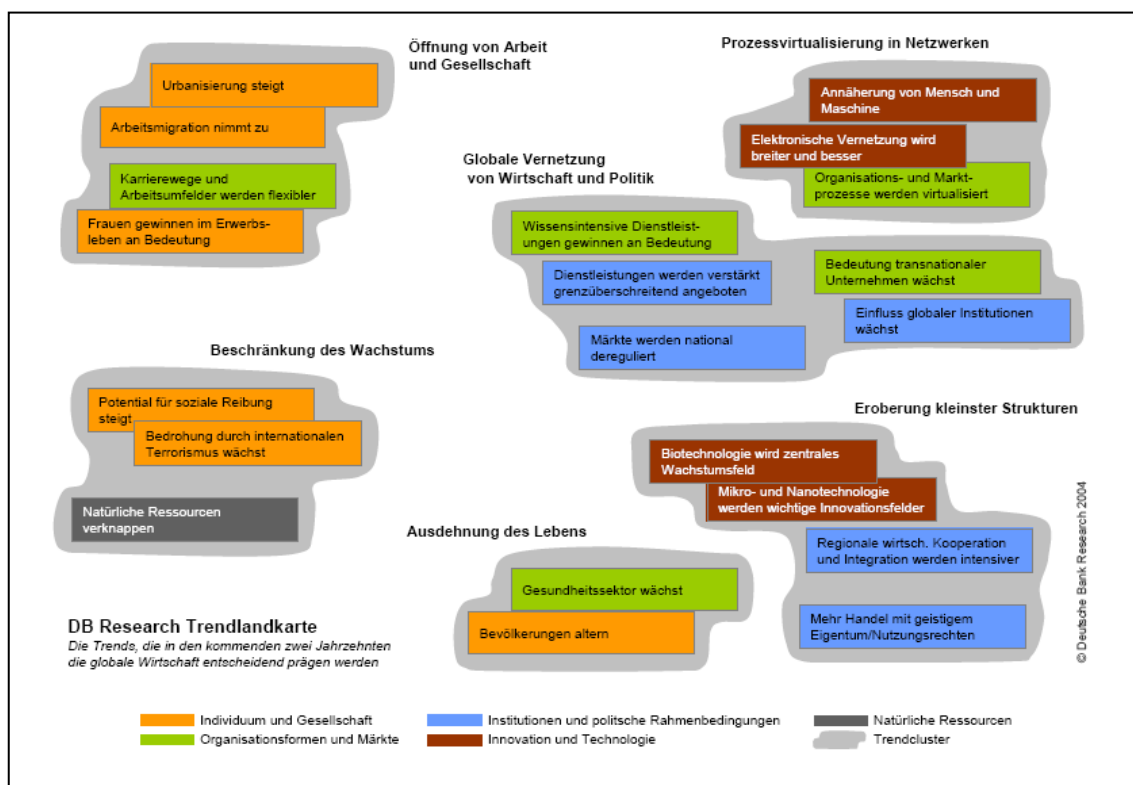 Öffnung von Arbeit
und Gesellschaft
Urbanisierung steigt
Arbeitsmigration nimmt zu
Karrierewege und
Arbeitsumfelder werden flexibler
Frauen gewinnen im Erwerbs-
leben an Bedeutung
Prozessvirtualisierung in Netzwerken
Annäherung von Mensch und
Maschine
Elektronische Vernetzung wird
breiter und besser
Organisations- und Markt-
prozesse werden virtualisiert
Globale Vernetzung
von Wirtschaft und Politik
Wissensintensive Dienstleist-
ungen gewinnen an Bedeutung
Dienstleistungen werden verstärkt
grenzüberschreitend angeboten
Märkte werden national
dereguliert
Bedeutung transnationaler
Unternehmen wächst
Einfluss globaler Institutionen
wächst
Beschränkung des Wachstums
Potential für soziale Reibung
steigt
Bedrohung durch internationalen
Terrorismus wächst
Natürliche Ressourcen
verknappen
Eroberung kleinster Strukturen
Biotechnologie wird zentrales
Wachstumsfeld
Mikro- und Nanotechnologie
werden wichtige Innovationsfelder
Regionale wirtsch. Kooperation
und Integration werden intensiver
Mehr Handel mit geistigem
Eigentum/Nutzungsrechten
Ausdehnung des Lebens
Gesundheitssektor wächst
Bevölkerungen altern
© Deutsche Bank Research 2004
DB Research Trendlandkarte
Die Trends, die in den kommenden zwei Jahrzehnten
die globale Wirtschaft entscheidend prägen werden
Individuum und Gesellschaft
Organisationsformen und Märkte
Institutionen und politsche Rahmenbedingungen
Innovation und Technologie
Natürliche Ressourcen
Trendcluster